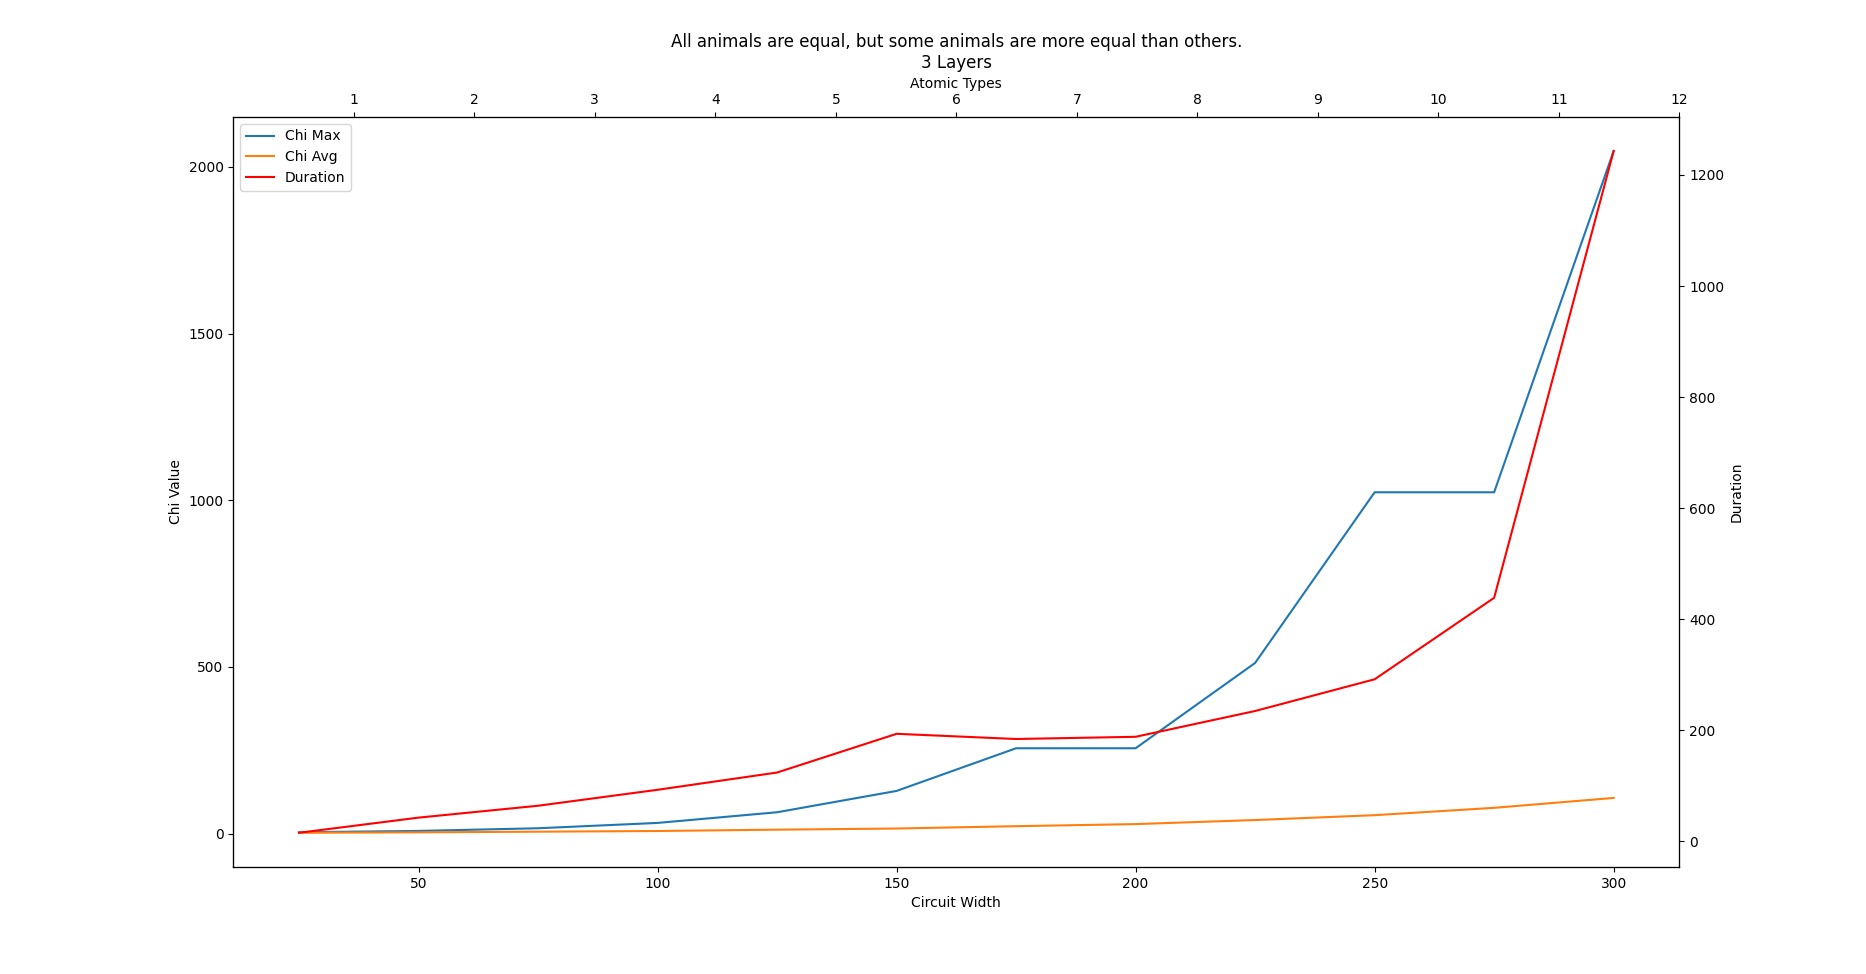 All animals are equal, but some animals are more equal than others.
3 Layers
Atomic Types
1 2 3 4 5 6 7 8 9 10 11 12
Chi Max
Chi Avg
Duration
2000
1500
1000
500
0
Chi Value
1200
1000
800
600
400
200
0
Duration
50 100 150 200 250 300
Circuit Width